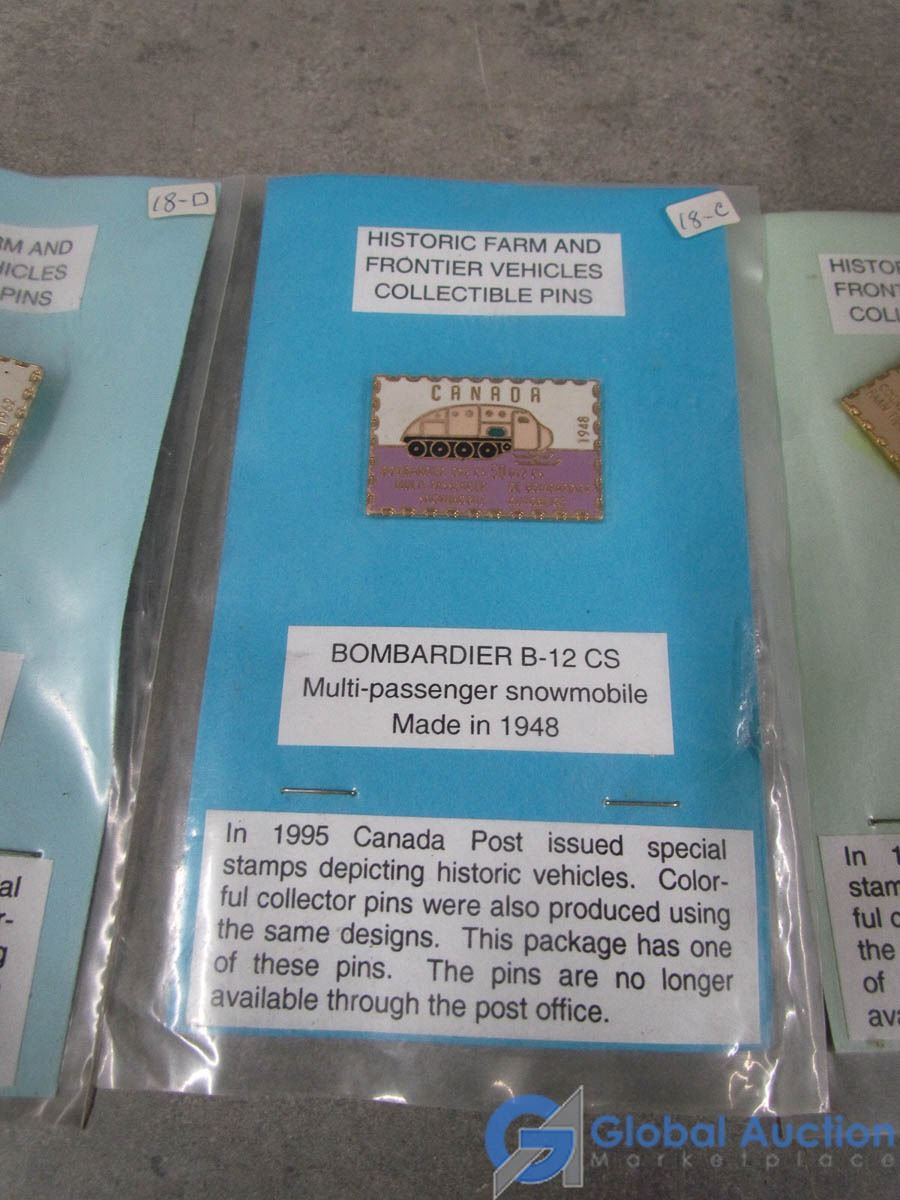 18-D
RM AND
HICLES
PINS
1962
al
r-
g
18-C
HISTORIC FARM AND
FRONTIER VEHICLES
COLLECTIBLE PINS
CANADA
1948
BOMBARDIER B-12 CS
Multi-passenger snowmobile
Made in 1948
In 1995 Canada Post issued special
stamps depicting historic vehicles. Color-
ful collector pins were also produced using
the same designs. This package has one
of these pins. The pins are no longer
available through the post office.
HISTOR
FRONT
COLL
In 1
stam
ful c
the
of
ava
Global Auction
Marketplace